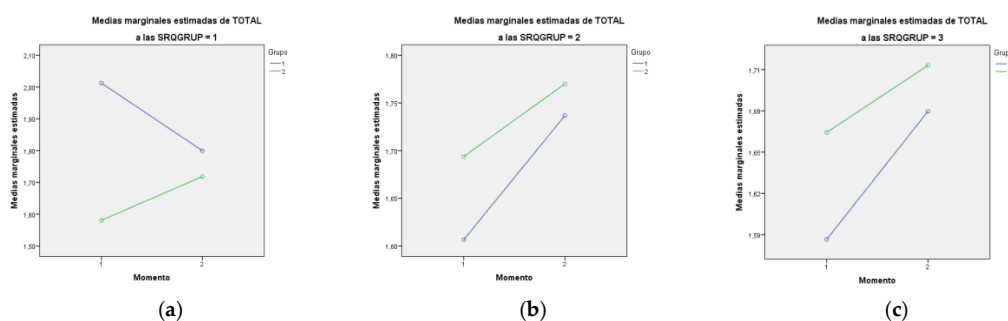 Medias marginales estimadas de TOTAL
a las SRQGRUP = 1
Medias marginales estimadas
2,10
2,00
1,90
1,80
1,70
1,60
1,50
1
2
Momento
Grupo
1
2
(a)
Medias marginales estimadas de TOTAL
a las SRQGRUP = 2
Medias marginales estimadas
1,80
1,75
1,70
1,65
1,60
1
2
Momento
Grupo
1
2
(b)
Medias marginales estimadas de TOTAL
a las SRQGRUP = 3
Medias marginales estimadas
1,71
1,68
1,65
1,62
1,59
1
2
Momento
Grup
(c)